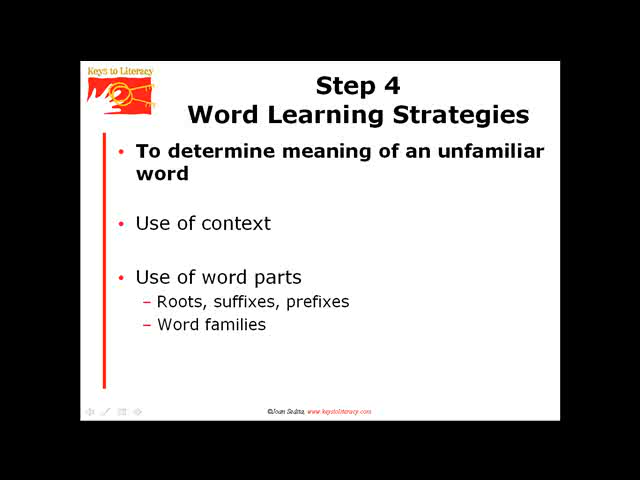 Keys to Literacy
Step 4
Word Learning Strategies
• To determine meaning of an unfamiliar
word
• Use of context
• Use of word parts
– Roots, suffixes, prefixes
– Word families
©Joan Sedita, www.keystoliteracy.com